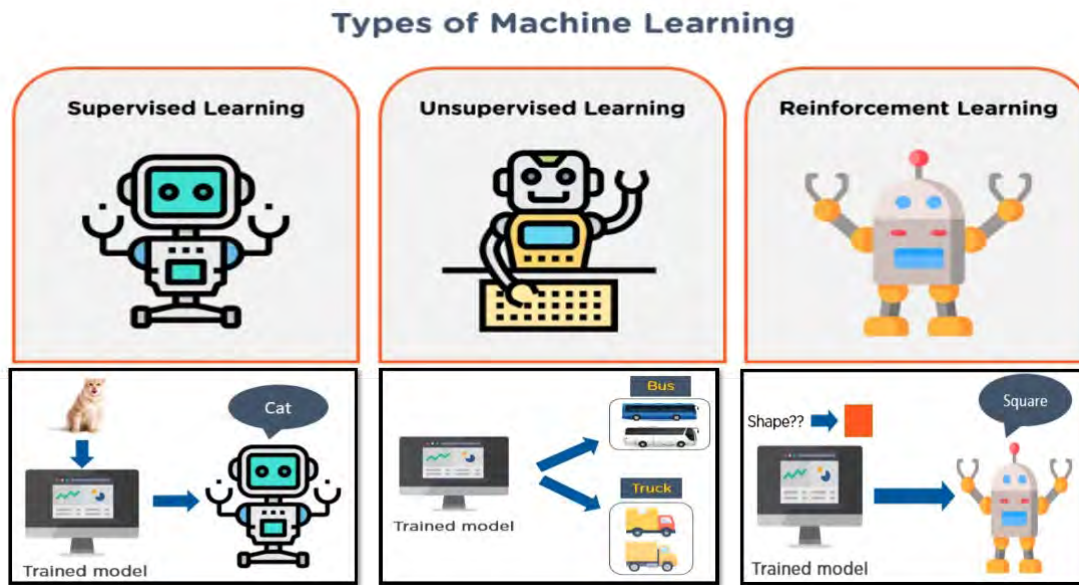 Types of Machine Learning
Supervised Learning
Unsupervised Learning
Reinforcement Learning
Cat
Trained model
Bus
Truck
Trained model
Shape??
Square
Trained model